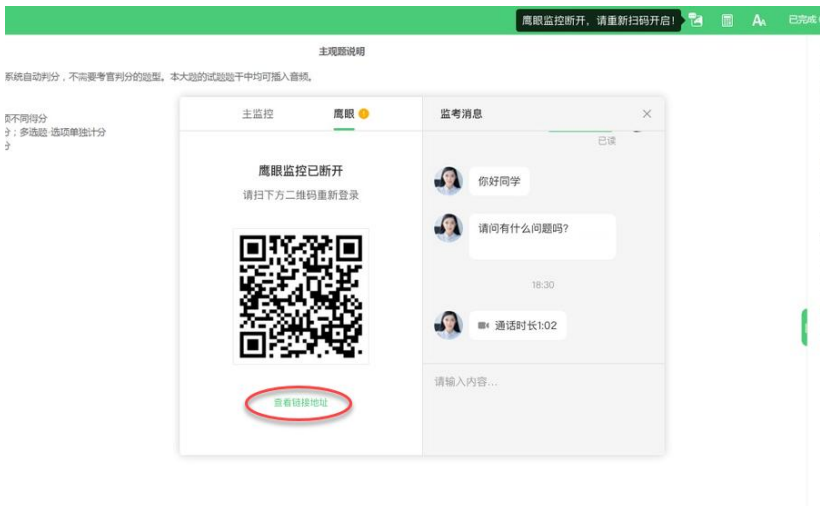 鹰眼监控断开，请重新扫码开启!
AA
已完成
主观题说明
系统自动判分，不需要考官判分的题型。本大题的试题题干中均可插入音频。
项不同得分
分；多选题-选项单独计分
分
主监控
鹰眼
鹰眼监控已断开
请扫下方二维码重新登录
查看链接地址
监考消息
已读
你好同学
请问有什么问题吗?
18:30
通话时长1:02
请输入内容...